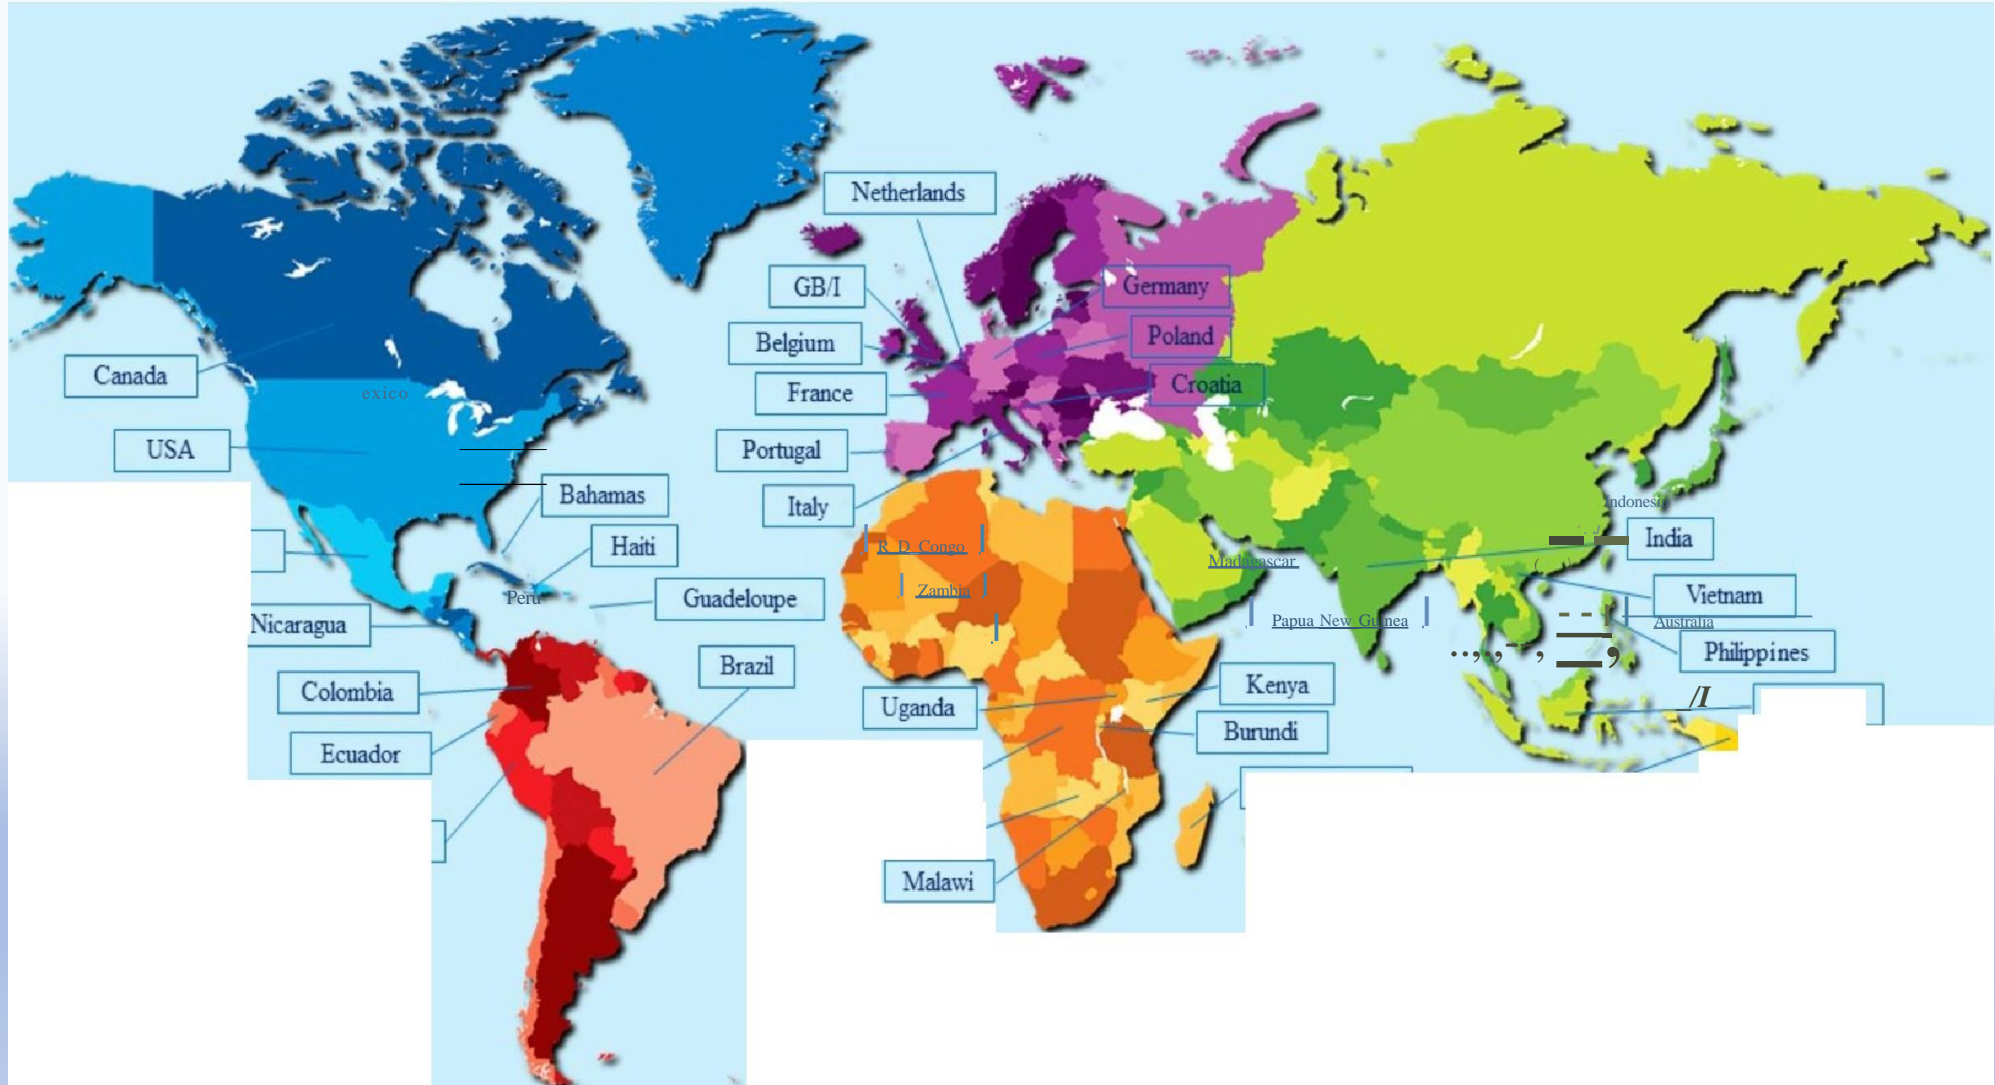 Netherlands
GB/I
Germany
Belgium
Poland
Canada
exico
France
Croatia
USA
Portugal
Bahamas
Italy
Indonesi
R D Congo
Haiti
India
Madagascar
Zambia
Peru
Guadeloupe
Vietnam
Nicaragua
Papua New Guinea
Australia
Philippines
Brazil
Colombia
Kenya
Uganda
Ecuador
Burundi
Malawi